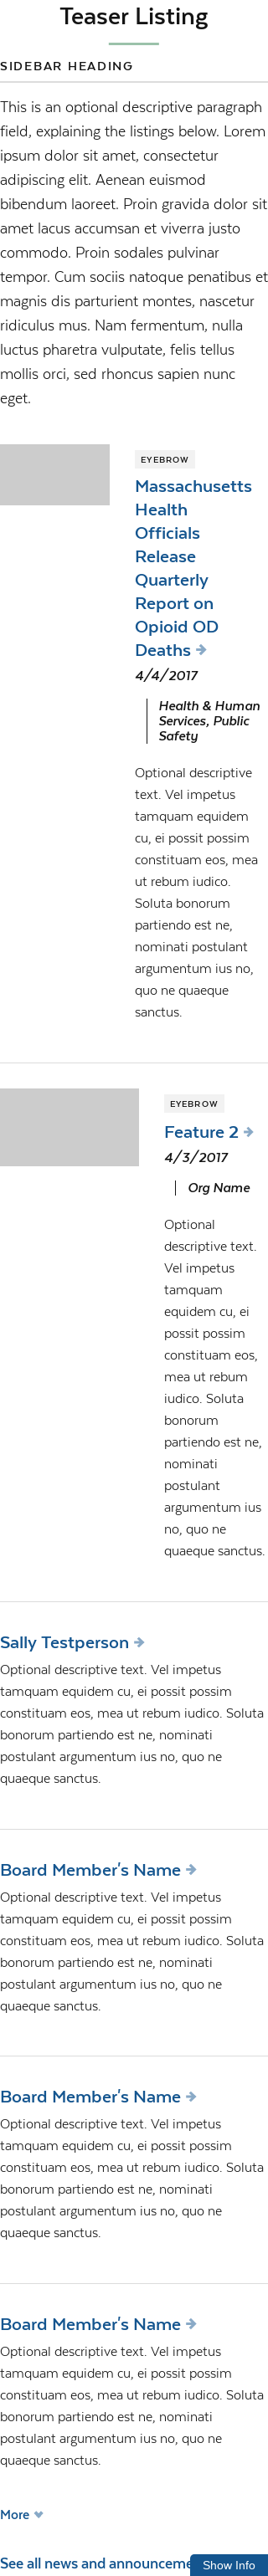 Teaser Listing
SIDEBAR HEADING
This is an optional descriptive paragraph
field, explaining the listings below. Lorem
ipsum dolor sit amet, consectetur
adipiscing elit. Aenean euismod
bibendum laoreet. Proin gravida dolor sit
amet lacus accumsan et viverra justo
commodo. Proin sodales pulvinar
tempor. Cum sociis natoque penatibus et
magnis dis parturient montes, nascetur
ridiculus mus. Nam fermentum, nulla
luctus pharetra vulputate, felis tellus
mollis orci, sed rhoncus sapien nunc
eget.
EYEBROW
Massachusetts
Health
Officials
Release
Quarterly
Report on
Opioid OD
Deaths
4/4/2017
Health & Human
Services, Public
Safety
Optional descriptive
text. Vel impetus
tamquam equidem
cu, ei possit possim
constituam eos, mea
ut rebum iudico.
Soluta bonorum
partiendo est ne,
nominati postulant
argumentum ius no,
quo ne quaeque
sanctus.
EYEBROW
Feature 2
4/3/2017
Org Name
Optional
descriptive text.
Vel impetus
tamquam
equidem cu, ei
possit possim
constituam eos,
mea ut rebum
iudico. Soluta
bonorum
partiendo est ne,
nominati
postulant
argumentum ius
no, quo ne
quaeque sanctus.
Sally Testperson
Optional descriptive text. Vel impetus
tamquam equidem cu, ei possit possim
constituam eos, mea ut rebum iudico. Soluta
bonorum partiendo est ne, nominati
postulant argumentum ius no, quo ne
quaeque sanctus.
Board Member's Name
Optional descriptive text. Vel impetus
tamquam equidem cu, ei possit possim
constituam eos, mea ut rebum iudico. Soluta
bonorum partiendo est ne, nominati
postulant argumentum ius no, quo ne
quaeque sanctus.
Board Member's Name
Optional descriptive text. Vel impetus
tamquam equidem cu, ei possit possim
constituam eos, mea ut rebum iudico. Soluta
bonorum partiendo est ne, nominati
postulant argumentum ius no, quo ne
quaeque sanctus.
Board Member's Name
Optional descriptive text. Vel impetus
tamquam equidem cu, ei possit possim
constituam eos, mea ut rebum iudico. Soluta
bonorum partiendo est ne, nominati
postulant argumentum ius no, quo ne
quaeque sanctus.
More
See all news and
Show Info